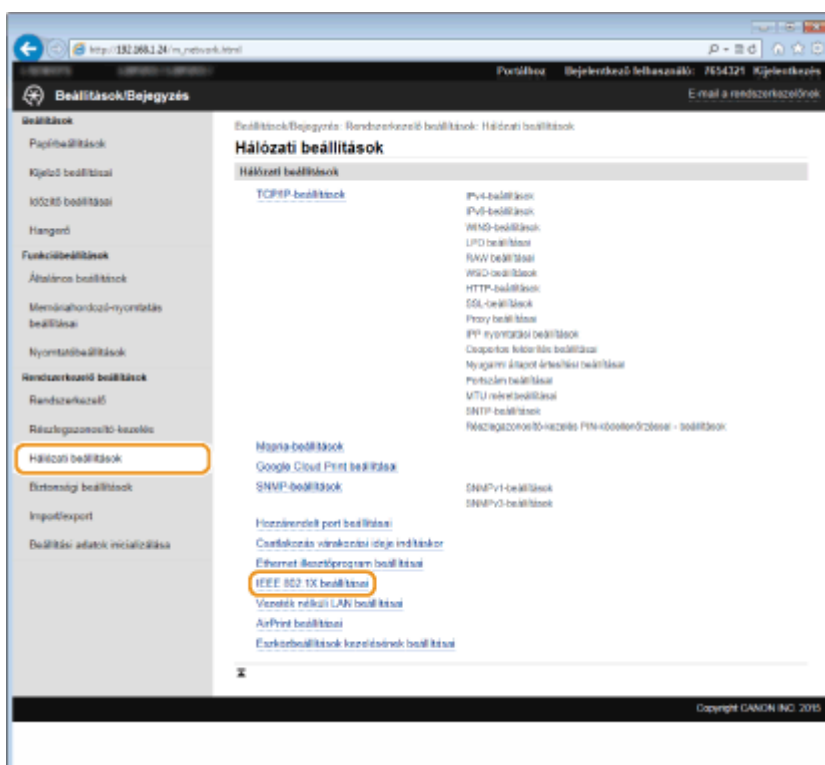 http://192.168.1.24/m_network.html
Portálhoz Bejelentkező felhasználó: 7654321 Kijelentkezés
Beállítások/Bejegyzés
E-mail a rendszerkezelőnek
Beállítások
Papírbeállítások
Kijelző beállításai
Időzítő beállításai
Hangerő
Funkcióbeállítások
Általános beállítások
Memóriahordozó-nyomtatás
beállításai
Nyomtatóbeállítások
Rendszerkezelő beállítások
Rendszerkezelő
Részlegazonosító-kezelés
Hálózati beállítások
Biztonsági beállítások
Import/export
Beállítási adatok inicializálása
Beállítások/Bejegyzés: Rendszerkezelő beállítások: Hálózati beállítások
Hálózati beállítások
Hálózati beállítások
TCP/IP-beállítások
IPv4-beállítások
IPv6-beállítások
WINS-beállítások
LPD beállításai
RAW beállításai
WSD-beállítások
HTTP-beállítások
SSL-beállítások
Proxy beállításai
IPP nyomtatási beállítások
Csoportos felderítés beállításai
Nyugalmi állapot értesítési beállításai
Portszám beállításai
MTU méretbeállításai
SNTP-beállítások
Részlegazonosító-kezelés PIN-kódellenőrzésel - beállítások
Mopria-beállítások
Google Cloud Print beállításai
SNMP-beállítások
SNMPv1-beállítások
SNMPv3-beállítások
Hozzárendelt port beállításai
Csatlakozás várakozási ideje indításkor
Ethernet illesztőprogram beállításai
IEEE 802.1X beállításai
Vezeték nélküli LAN beállításai
AirPrint beállításai
Eszközbeállítások kezelésének beállításai
Copyright CANON INC. 2015